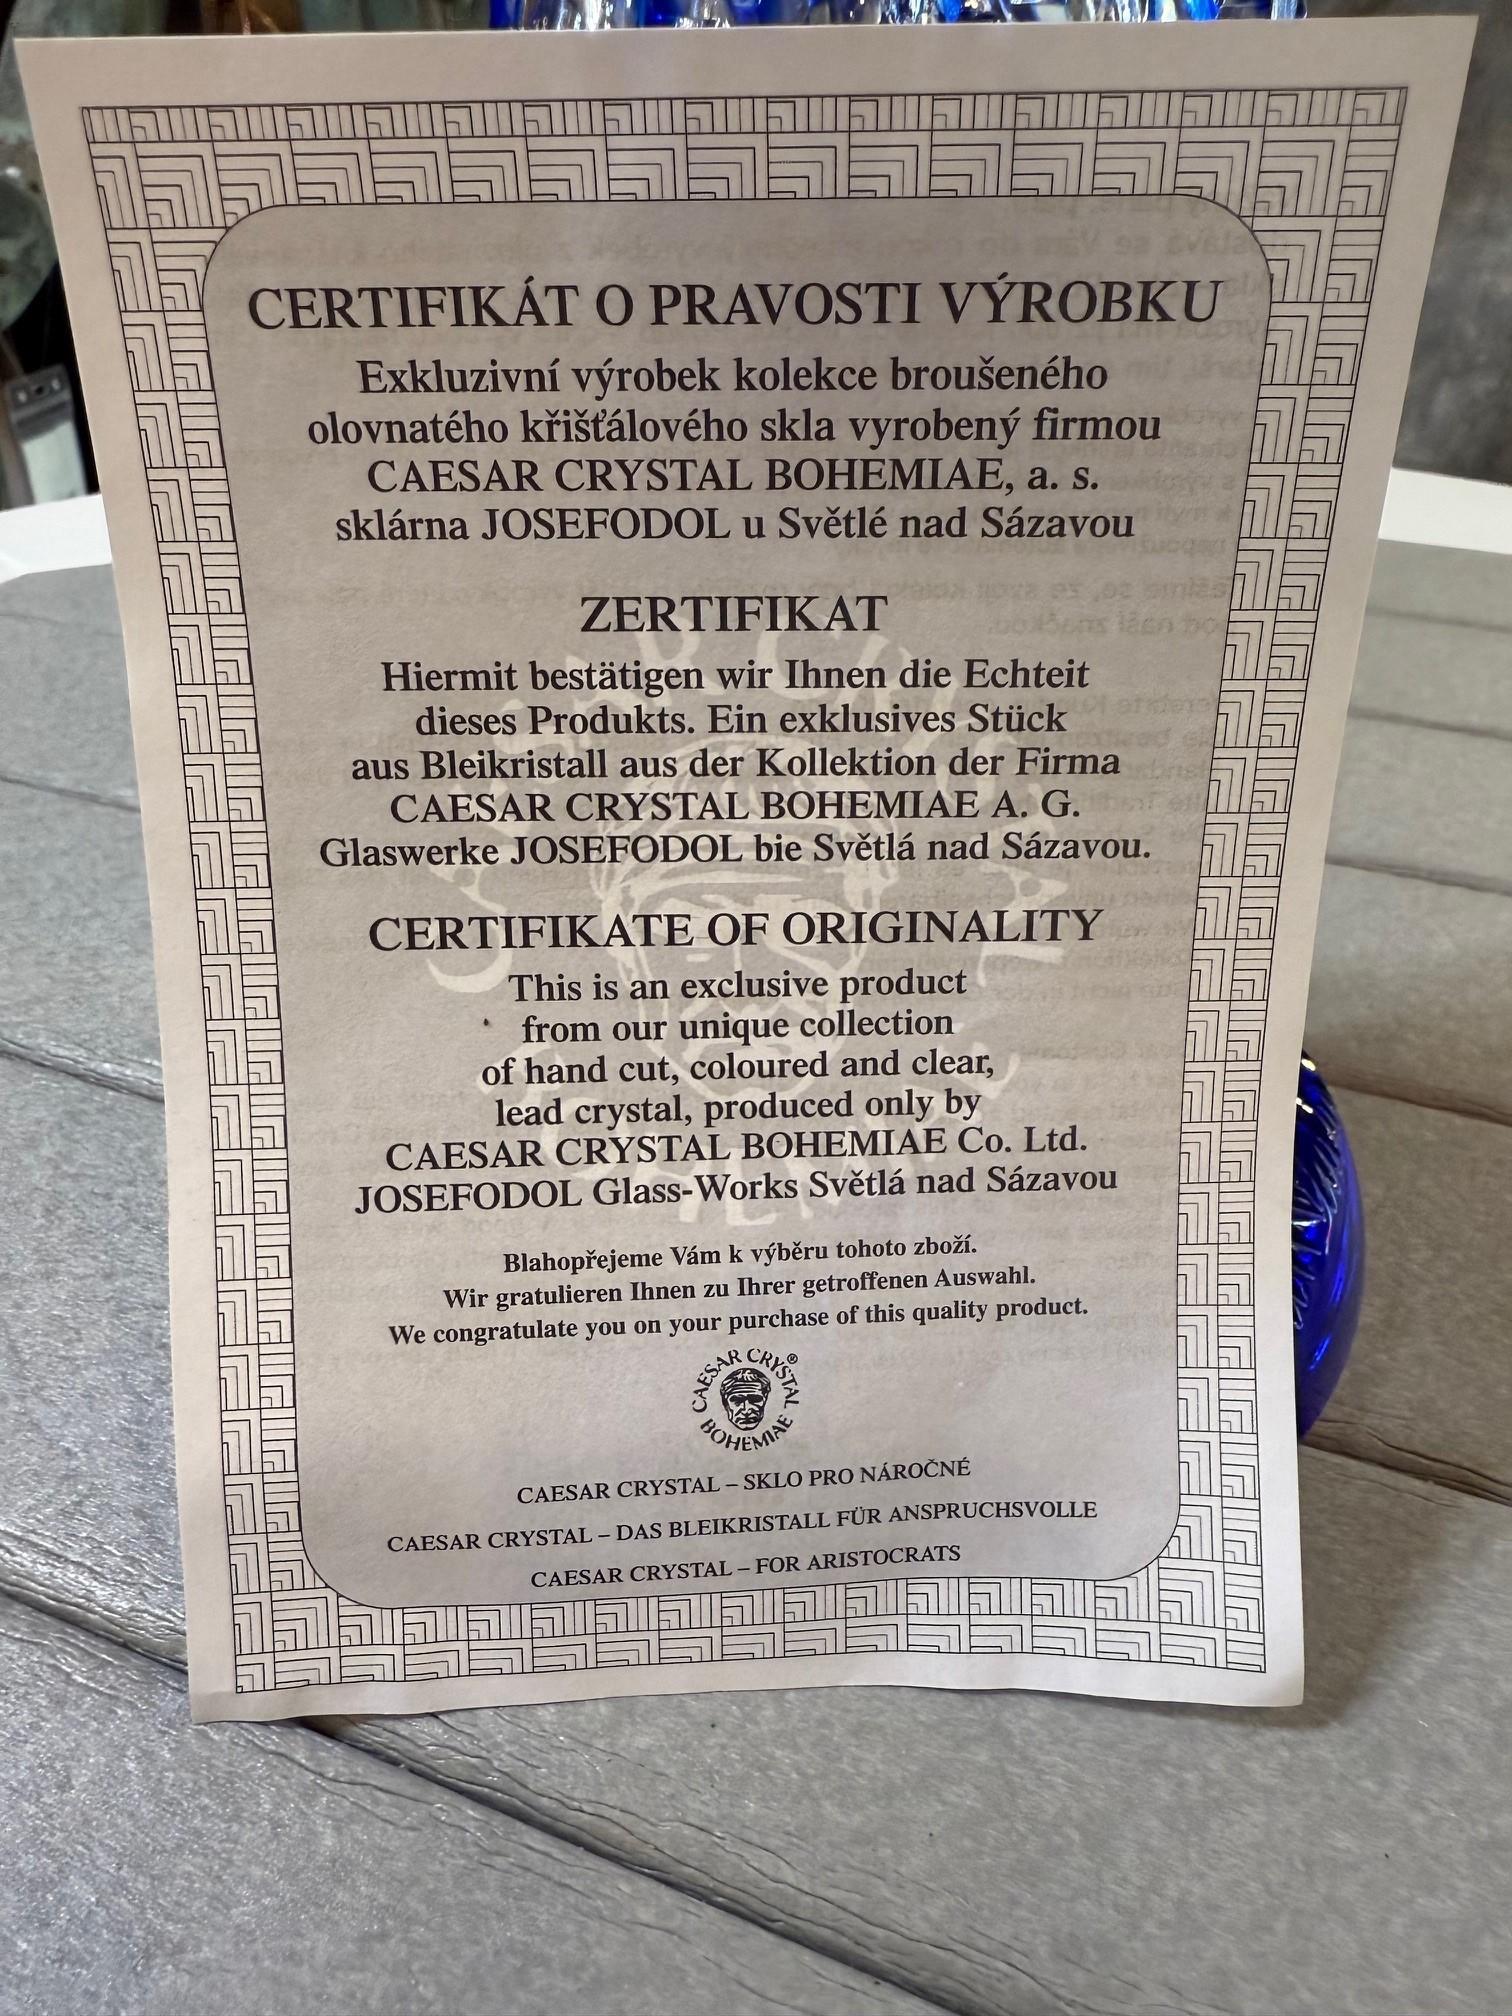 CERTIFIKÁT O PRAVOSTI VÝROBKU
Exkluzivní výrobek kolekce broušeného
olovnatého křišťálového skla vyrobený firmou
CAESAR CRYSTAL BOHEMIAE, a. s.
sklárna JOSEFODOL u Světlé nad Sázavou
ZERTIFIKAT
Hiermit bestätigen wir Ihnen die Echteit
dieses Produkts. Ein exklusives Stück
aus Bleikristall aus der Kollektion der Firma
CAESAR CRYSTAL BOHEMIAE A. G.
Glaswerke JOSEFODOL bie Světlá nad Sázavou.
CERTIFIKATE OF ORIGINALITY
This is an exclusive product
from our unique collection
of hand cut, coloured and clear,
lead crystal, produced only by
CAESAR CRYSTAL BOHEMIAE Co. Ltd.
JOSEFODOL Glass-Works Světlá nad Sázavou
Blahopřejeme Vám k výběru tohoto zboží.
Wir gratulieren Ihnen zu Ihrer getroffenen Auswahl.
We congratulate you on your purchase of this quality product.
CAESAR CRYSTAL®
BOHEMIAE
CAESAR CRYSTAL – SKLO PRO NÁROČNÉ
CAESAR CRYSTAL – DAS BLEIKRISTALL FÜR ANSPRUCHSVOLLE
CAESAR CRYSTAL – FOR ARISTOCRATS